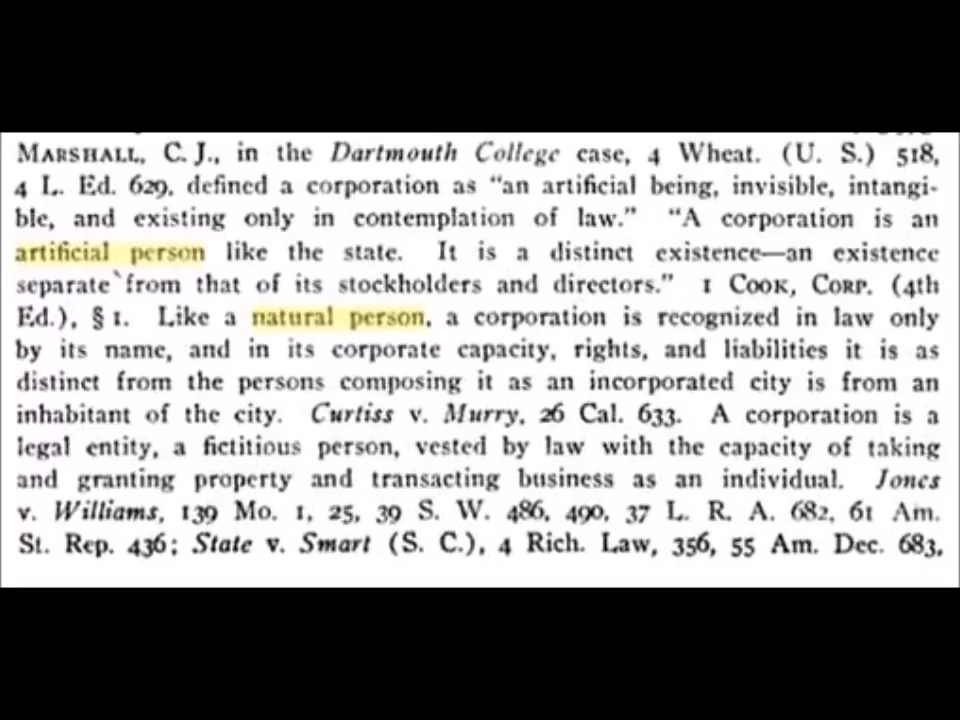 MARSHALL, C. J., in the Dartmouth College case, 4 Wheat. (U. S.) 518,
4 L. Ed. 629, defined a corporation as "an artificial being, invisible, intangi-
ble, and existing only in contemplation of law." "A corporation is an
artificial person like the state. It is a distinct existence—an existence
separate from that of its stockholders and directors." 1 COOK, CORP. (4th
Ed.), § 1. Like a natural person, a corporation is recognized in law only
by its name, and in its corporate capacity, rights, and liabilities it is as
distinct from the persons composing it as an incorporated city is from an
inhabitant of the city. Curtiss v. Murry, 26 Cal. 633. A corporation is a
legal entity, a fictitious person, vested by law with the capacity of taking
and granting property and transacting business as an individual. Jones
v. Williams, 139 Mo. 1, 25, 39 S. W. 486, 490, 37 L. R. A. 682, 61 Am.
St. Rep. 436; State v. Smart (S. C.), 4 Rich. Law, 356, 55 Am. Dec. 683,